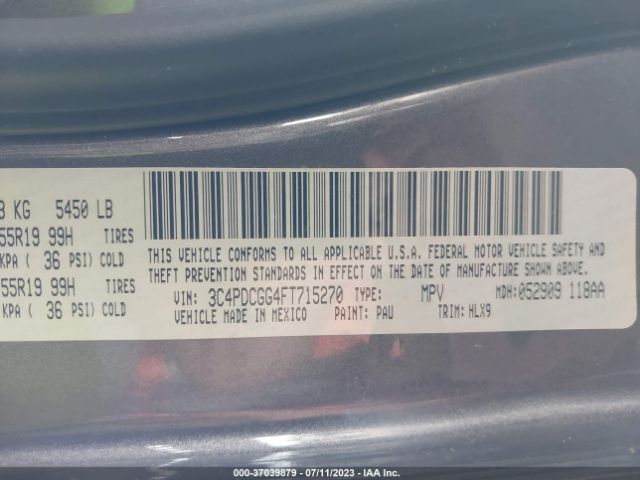 3 KG 5450 LB
55R19 99H TIRES
KPA ( 36 PSI) COLD
55R19 99H TIRES
KPA ( 36 PSI) COLD
THIS VEHICLE CONFORMS TO ALL APPLICABLE U.S.A. FEDERAL MOTOR VEHICLE SAFETY AND
THEFT PREVENTION STANDARDS IN EFFECT ON THE DATE OF MANUFACTURE SHOWN ABOVE.
VIN: 3C4PDCGG4FT715270 TYPE: MPV MDH:052909 118AA
VEHICLE MADE IN MEXICO PAINT: PAU TRIM: HLX9
000-37039879 - 07/11/2023 - IAA Inc.